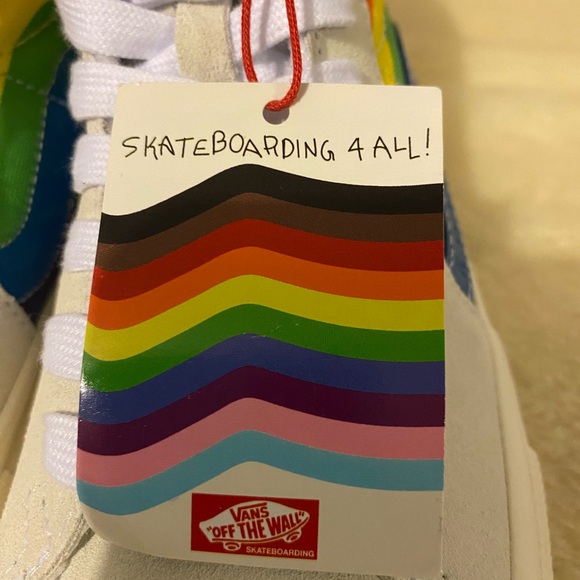 SKATEBOARDING 4 ALL!
VANS
"OFF THE WALL"
SKATEBOARDING